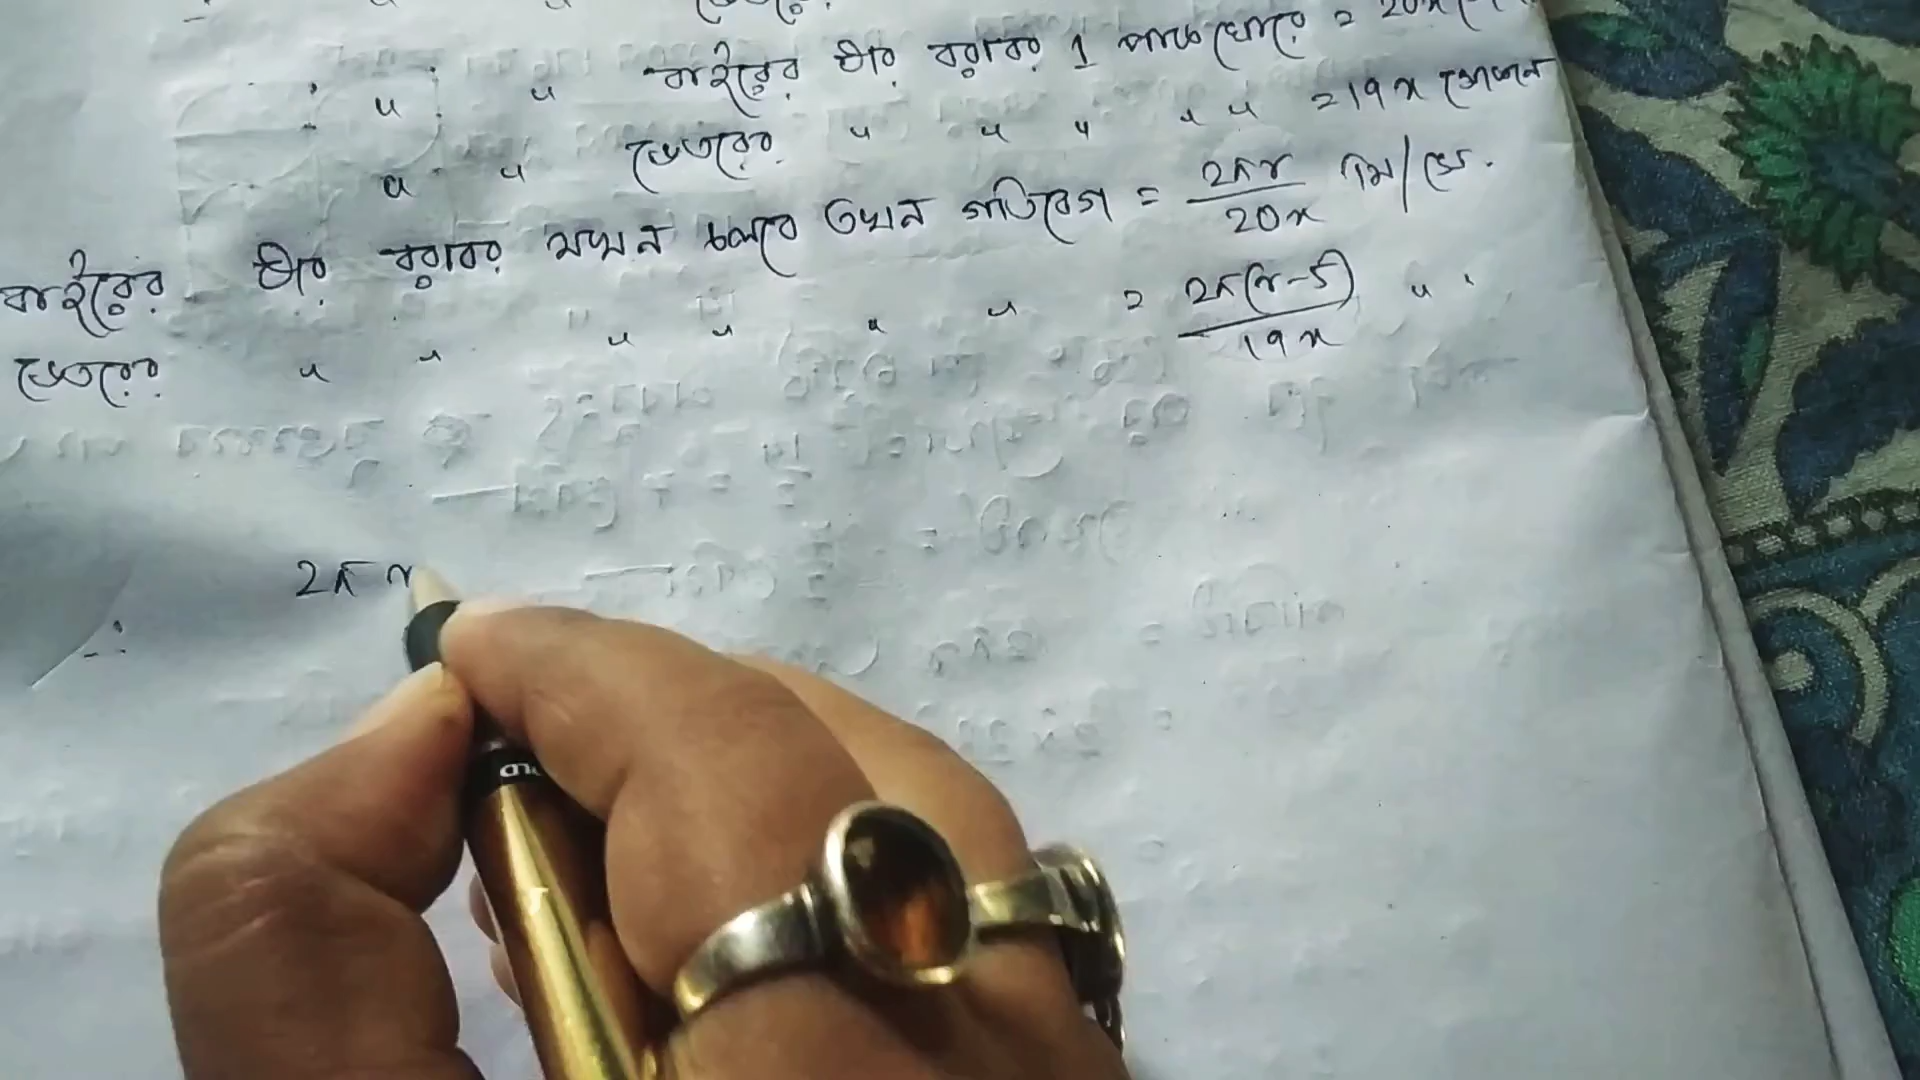 বাইরের ধার বরাবর 1 পাক ঘোরে = 20x
" " ভেতরের " " " " " = 19x সেকেন্ডে
বাইরের ধার বরাবর যখন চলবে তখন গতিবেগ = 2πr/20x মি/সে.
ভেতরের " " " " " " = 2π(r-5)/19x " "
∴ 2πr